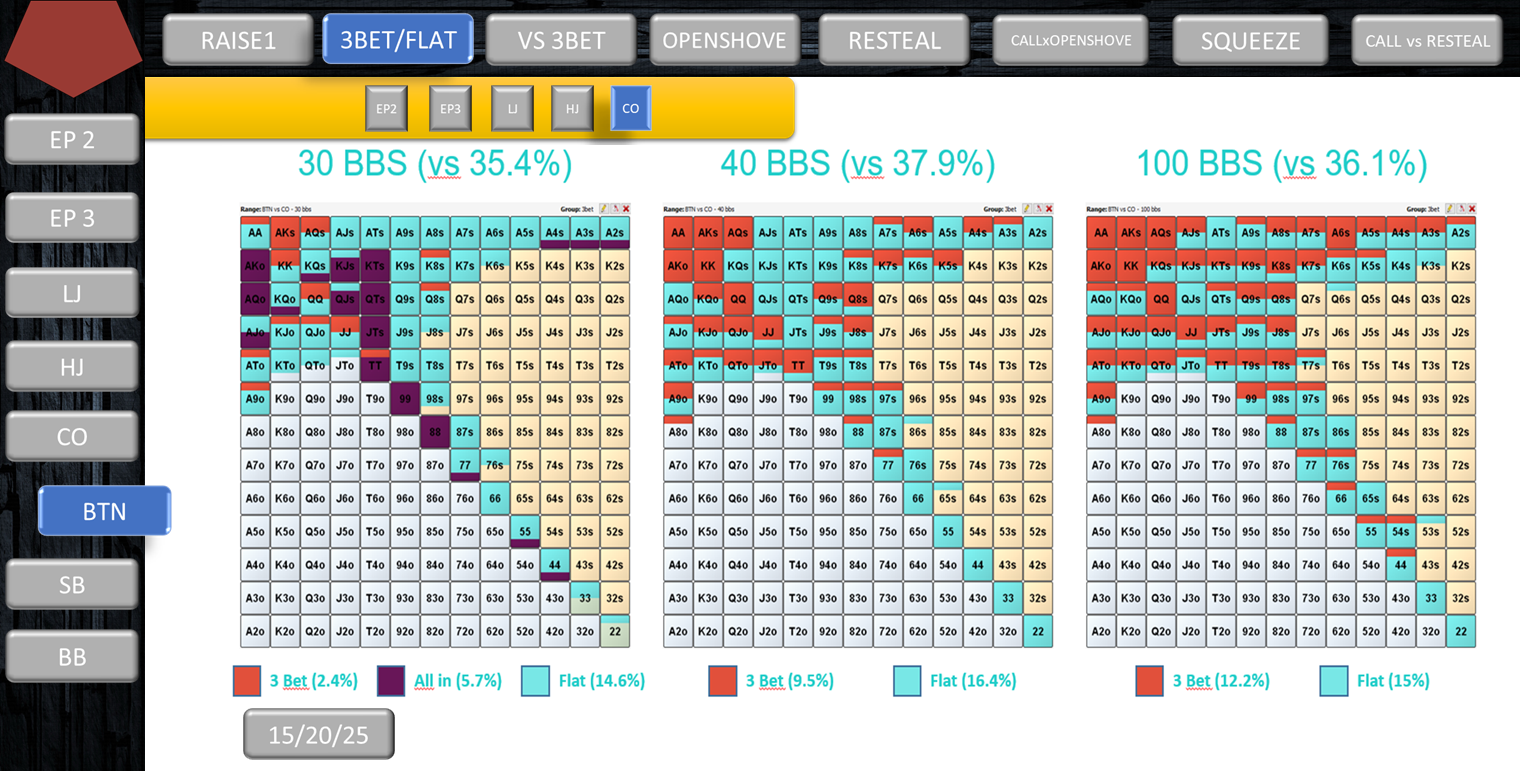 RAISE1 3BET/FLAT VS 3BET OPENSHOVE RESTEAL CALLxOPENSHOVE SQUEEZE CALL vs RESTEAL
EP2 EP3 LJ HJ CO
EP 2
EP 3
LJ
HJ
CO
BTN
SB
BB
30 BBS (vs 35.4%)
Range: BTN vs CO - 30 bbs Group: 3bet
AA AKs AQs AJs ATs A9s A8s A7s A6s A5s A4s A3s A2s
AKo KK KQs KJs KTs K9s K8s K7s K6s K5s K4s K3s K2s
AQo KQo QQ QJs QTs Q9s Q8s Q7s Q6s Q5s Q4s Q3s Q2s
AJo KJo QJo JJ JTs J9s J8s J7s J6s J5s J4s J3s J2s
ATo KTo QTo JTo TT T9s T8s T7s T6s T5s T4s T3s T2s
A9o K9o Q9o J9o T9o 99 98s 97s 96s 95s 94s 93s 92s
A8o K8o Q8o J8o T8o 98o 88 87s 86s 85s 84s 83s 82s
A7o K7o Q7o J7o T7o 97o 87o 77 76s 75s 74s 73s 72s
A6o K6o Q6o J6o T6o 96o 86o 76o 66 65s 64s 63s 62s
A5o K5o Q5o J5o T5o 95o 85o 75o 65o 55 54s 53s 52s
A4o K4o Q4o J4o T4o 94o 84o 74o 64o 54o 44 43s 42s
A3o K3o Q3o J3o T3o 93o 83o 73o 63o 53o 43o 33 32s
A2o K2o Q2o J2o T2o 92o 82o 72o 62o 52o 42o 32o 22
3 Bet (2.4%) All in (5.7%) Flat (14.6%)
40 BBS (vs 37.9%)
Range: BTN vs CO - 40 bbs Group: 3bet
AA AKs AQs AJs ATs A9s A8s A7s A6s A5s A4s A3s A2s
AKo KK KQs KJs KTs K9s K8s K7s K6s K5s K4s K3s K2s
AQo KQo QQ QJs QTs Q9s Q8s Q7s Q6s Q5s Q4s Q3s Q2s
AJo KJo QJo JJ JTs J9s J8s J7s J6s J5s J4s J3s J2s
ATo KTo QTo JTo TT T9s T8s T7s T6s T5s T4s T3s T2s
A9o K9o Q9o J9o T9o 99 98s 97s 96s 95s 94s 93s 92s
A8o K8o Q8o J8o T8o 98o 88 87s 86s 85s 84s 83s 82s
A7o K7o Q7o J7o T7o 97o 87o 77 76s 75s 74s 73s 72s
A6o K6o Q6o J6o T6o 96o 86o 76o 66 65s 64s 63s 62s
A5o K5o Q5o J5o T5o 95o 85o 75o 65o 55 54s 53s 52s
A4o K4o Q4o J4o T4o 94o 84o 74o 64o 54o 44 43s 42s
A3o K3o Q3o J3o T3o 93o 83o 73o 63o 53o 43o 33 32s
A2o K2o Q2o J2o T2o 92o 82o 72o 62o 52o 42o 32o 22
3 Bet (9.5%) Flat (16.4%)
100 BBS (vs 36.1%)
Range: BTN vs CO - 100 bbs Group: 3bet
AA AKs AQs AJs ATs A9s A8s A7s A6s A5s A4s A3s A2s
AKo KK KQs KJs KTs K9s K8s K7s K6s K5s K4s K3s K2s
AQo KQo QQ QJs QTs Q9s Q8s Q7s Q6s Q5s Q4s Q3s Q2s
AJo KJo QJo JJ JTs J9s J8s J7s J6s J5s J4s J3s J2s
ATo KTo QTo JTo TT T9s T8s T7s T6s T5s T4s T3s T2s
A9o K9o Q9o J9o T9o 99 98s 97s 96s 95s 94s 93s 92s
A8o K8o Q8o J8o T8o 98o 88 87s 86s 85s 84s 83s 82s
A7o K7o Q7o J7o T7o 97o 87o 77 76s 75s 74s 73s 72s
A6o K6o Q6o J6o T6o 96o 86o 76o 66 65s 64s 63s 62s
A5o K5o Q5o J5o T5o 95o 85o 75o 65o 55 54s 53s 52s
A4o K4o Q4o J4o T4o 94o 84o 74o 64o 54o 44 43s 42s
A3o K3o Q3o J3o T3o 93o 83o 73o 63o 53o 43o 33 32s
A2o K2o Q2o J2o T2o 92o 82o 72o 62o 52o 42o 32o 22
3 Bet (12.2%) Flat (15%)
15/20/25